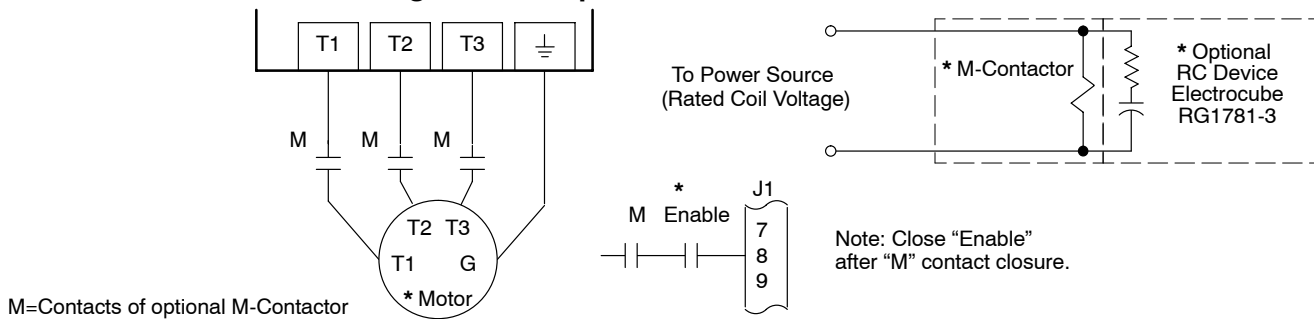 T1 T2 T3
M M M
T2 T3
T1 G
* Motor
M=Contacts of optional M-Contactor
To Power Source
(Rated Coil Voltage)
* M-Contactor
* Optional
RC Device
Electrocube
RG1781-3
*
M Enable
J1
7
8
9
Note: Close “Enable”
after “M” contact closure.